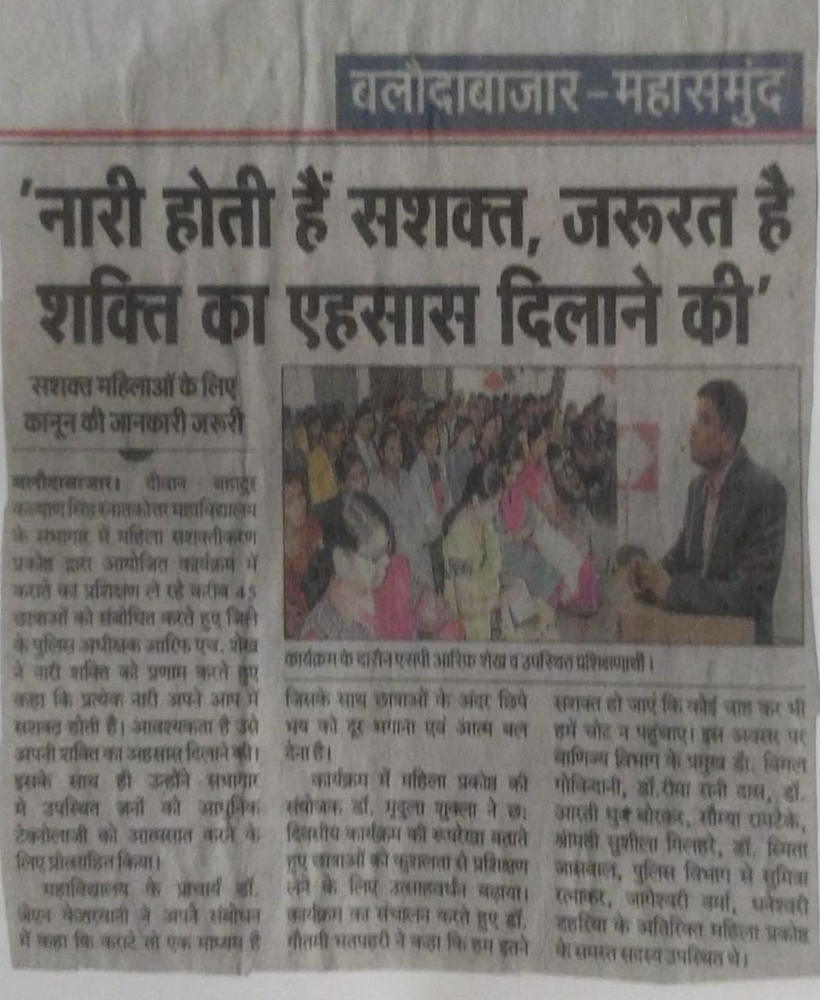 बलौदाबाजार-महासमुंद
'नारी होती हैं सशक्त, जरूरत है
शक्ति का एहसास दिलाने की'
सशक्त महिलाओं के लिए
कानून की जानकारी जरूरी
बलौदाबाजार। दीवान बहादूर
कल्याण सिंह स्नातकोत्तर महाविद्यालय
के सभागार में महिला सशक्तीकरण
प्रकोष्ठ द्वारा आयोजित कार्यक्रम में
कराते का प्रशिक्षण ले रहे करीब 45
छात्राओं को संबोधित करते हुए जिले
के पुलिस अधीक्षक आरिफ एच. शेख
ने नारी शक्ति को प्रणाम करते हुए
कहा कि प्रत्येक नारी अपने आप में
सशक्त होती है। आवश्यकता है उसे
अपनी शक्ति का अहसास दिलाने की।
इसके साथ ही उन्होंने सभागार
में उपस्थित जनों को आधुनिक
टेक्नोलाजी को आत्मसात करने के
लिए प्रोत्साहित किया।
महाविद्यालय के प्राचार्य डॉ.
जेएन केशरवानी ने अपने संबोधन
में कहा कि कराटे तो एक माध्यम है
कार्यक्रम के दौरान एसपी आरिफ शेख व उपस्थित प्रशिक्षणार्थी।
जिसके साथ छात्राओं के अंदर छिपे
भय को दूर भगाना एवं आत्म बल
देना है।
कार्यक्रम में महिला प्रकोष्ठ की
संयोजक डॉ. मृदुला शुक्ला ने छः
दिवसीय कार्यक्रम की रूपरेखा बताते
हुए छात्राओं को कुशलता से प्रशिक्षण
लेने के लिए उत्साहवर्धन बढ़ाया।
कार्यक्रम का संचालन करते हुए डॉ.
गौतमी भतपहरी ने कहा कि हम इतने
सशक्त हो जाएं कि कोई चाह कर भी
हमें चोट न पहुंचाए। इस अवसर पर
वाणिज्य विभाग के प्रमुख डॉ. विमल
गोविन्दानी, डॉ.रीमा रानी दास, डॉ.
आरती धुव बोरकर, सौम्या रामटेके,
श्रीमती सुशीला मिलहरे, डॉ. स्मिता
जासवाल, पुलिस विभाग से सुमित्रा
रत्नाकर, जागेश्वरी वर्मा, धनेश्वरी
डहरिया के अतिरिक्त महिला प्रकोष्ठ
के समस्त सदस्य उपस्थित थे।